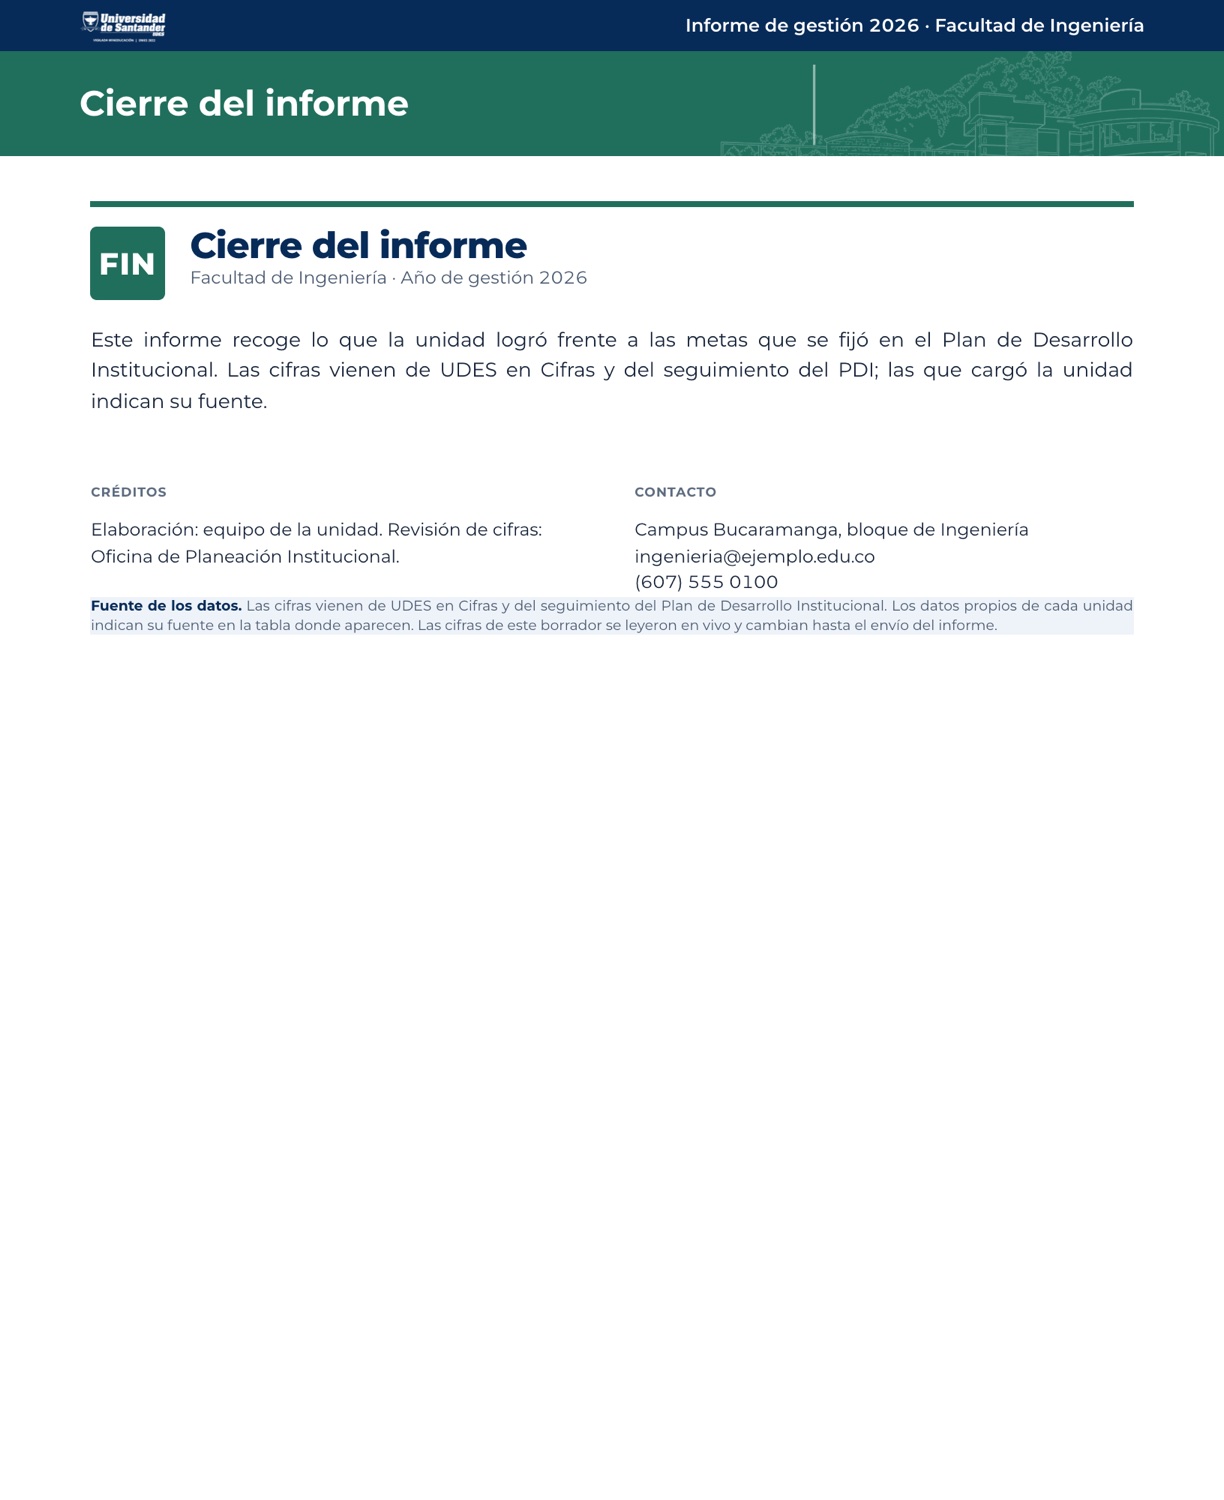 Universidad
de Santander
UDES
VIGILADA MINEDUCACIÓN | SNIES 2832
Informe de gestión 2026 · Facultad de Ingeniería
Cierre del informe
FIN
Cierre del informe
Facultad de Ingeniería · Año de gestión 2026
Este informe recoge lo que la unidad logró frente a las metas que se fijó en el Plan de Desarrollo
Institucional. Las cifras vienen de UDES en Cifras y del seguimiento del PDI; las que cargó la unidad
indican su fuente.
CRÉDITOS
Elaboración: equipo de la unidad. Revisión de cifras:
Oficina de Planeación Institucional.
CONTACTO
Campus Bucaramanga, bloque de Ingeniería
ingenieria@ejemplo.edu.co
(607) 555 0100
Fuente de los datos. Las cifras vienen de UDES en Cifras y del seguimiento del Plan de Desarrollo Institucional. Los datos propios de cada unidad
indican su fuente en la tabla donde aparecen. Las cifras de este borrador se leyeron en vivo y cambian hasta el envío del informe.